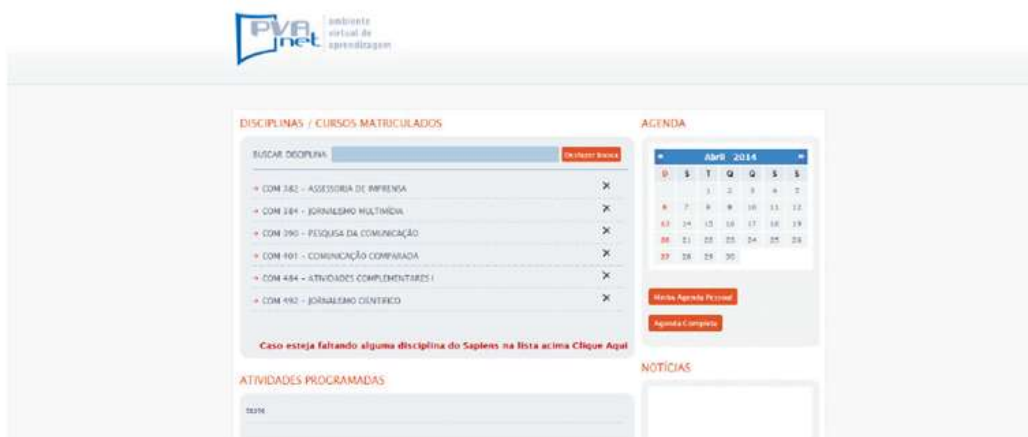 PVA net
ambiente
virtual de
aprendizagem
DISCIPLINAS / CURSOS MATRICULADOS
BUSCAR DISCIPLINA
Desfazer busca
COM 382 - ASSESSORIA DE IMPRENSA
COM 384 - JORNALISMO MULTIMÍDIA
COM 390 - PESQUISA DA COMUNICAÇÃO
COM 401 - COMUNICAÇÃO COMPARADA
COM 484 - ATIVIDADES COMPLEMENTARES I
COM 492 - JORNALISMO CIENTÍFICO
Caso esteja faltando alguma disciplina do Sapiens na lista acima Clique Aqui
ATIVIDADES PROGRAMADAS
teste
AGENDA
« Abril 2014 »
D S T Q Q S S
1 2 3 4 5
6 7 8 9 10 11 12
13 14 15 16 17 18 19
20 21 22 23 24 25 26
27 28 29 30
Minha Agenda Pessoal
Agenda Completa
NOTÍCIAS